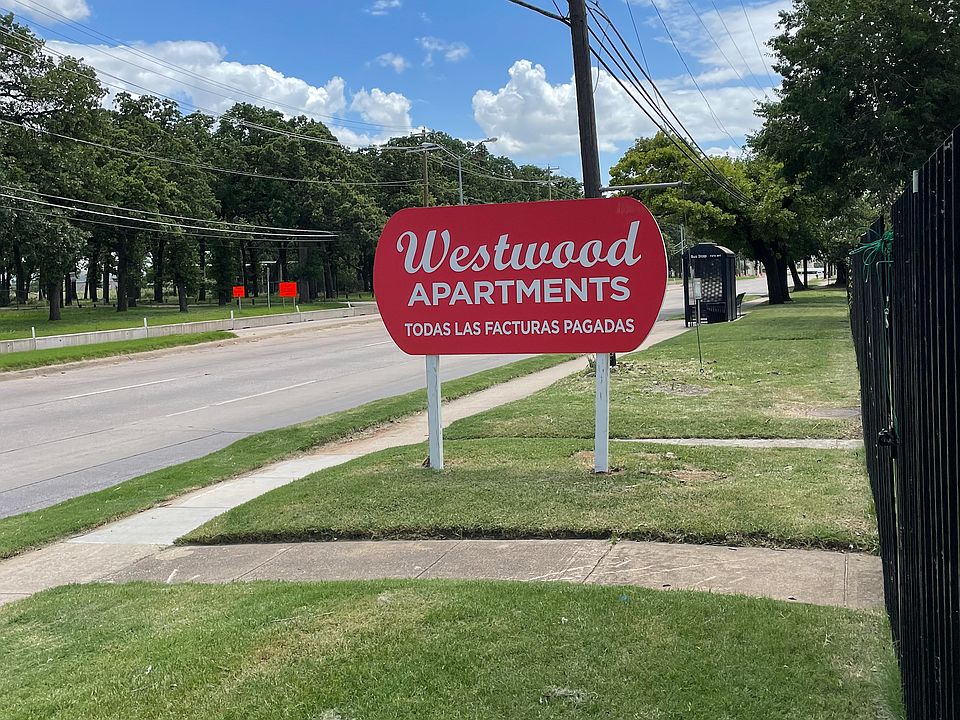 Westwood
APARTMENTS
TODAS LAS FACTURAS PAGADAS